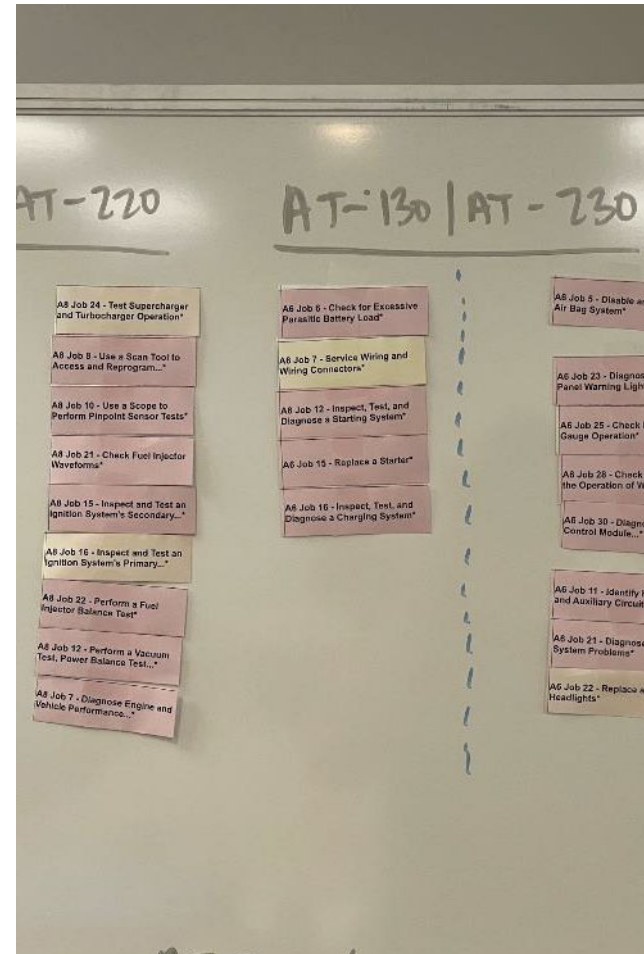 AT-220
A8 Job 24 - Test Supercharger
and Turbocharger Operation*
A8 Job 8 - Use a Scan Tool to
Access and Reprogram...*
A8 Job 10 - Use a Scope to
Perform Pinpoint Sensor Tests*
A8 Job 21 - Check Fuel Injector
Waveforms*
A8 Job 15 - Inspect and Test an
Ignition System's Secondary...*
A8 Job 16 - Inspect and Test an
Ignition System's Primary...*
A8 Job 22 - Perform a Fuel
Injector Balance Test*
A8 Job 12 - Perform a Vacuum
Test, Power Balance Test...*
A8 Job 7 - Diagnose Engine and
Vehicle Performance...*
AT-130 | AT-230
A6 Job 6 - Check for Excessive
Parasitic Battery Load*
A6 Job 7 - Service Wiring and
Wiring Connectors*
A6 Job 12 - Inspect, Test, and
Diagnose a Starting System*
A6 Job 15 - Replace a Starter*
A6 Job 16 - Inspect, Test, and
Diagnose a Charging System*
A6 Job 5 - Disable
Air Bag System*
A6 Job 23 - Diagnos
Panel Warning Ligh
A6 Job 25 - Check
Gauge Operation*
A6 Job 28 - Check
the Operation of W
A6 Job 30 - Diagno
Control Module...*
A6 Job 11 - Identify
and Auxiliary Circuit
A6 Job 21 - Diagnose
System Problems*
A6 Job 22 - Replace a
Headlights*